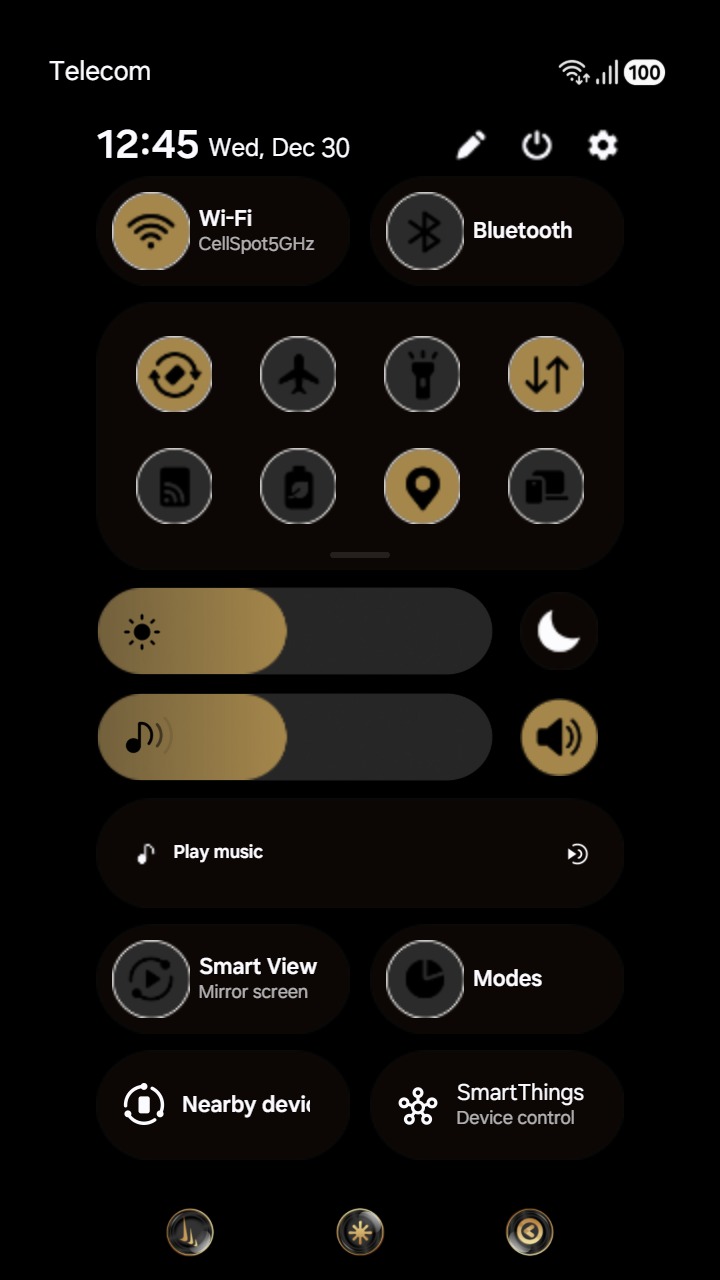 Telecom
100
12:45 Wed, Dec 30
Wi-Fi
CellSpot5GHz
Bluetooth
Play music
Smart View
Mirror screen
Modes
Nearby devi
SmartThings
Device control